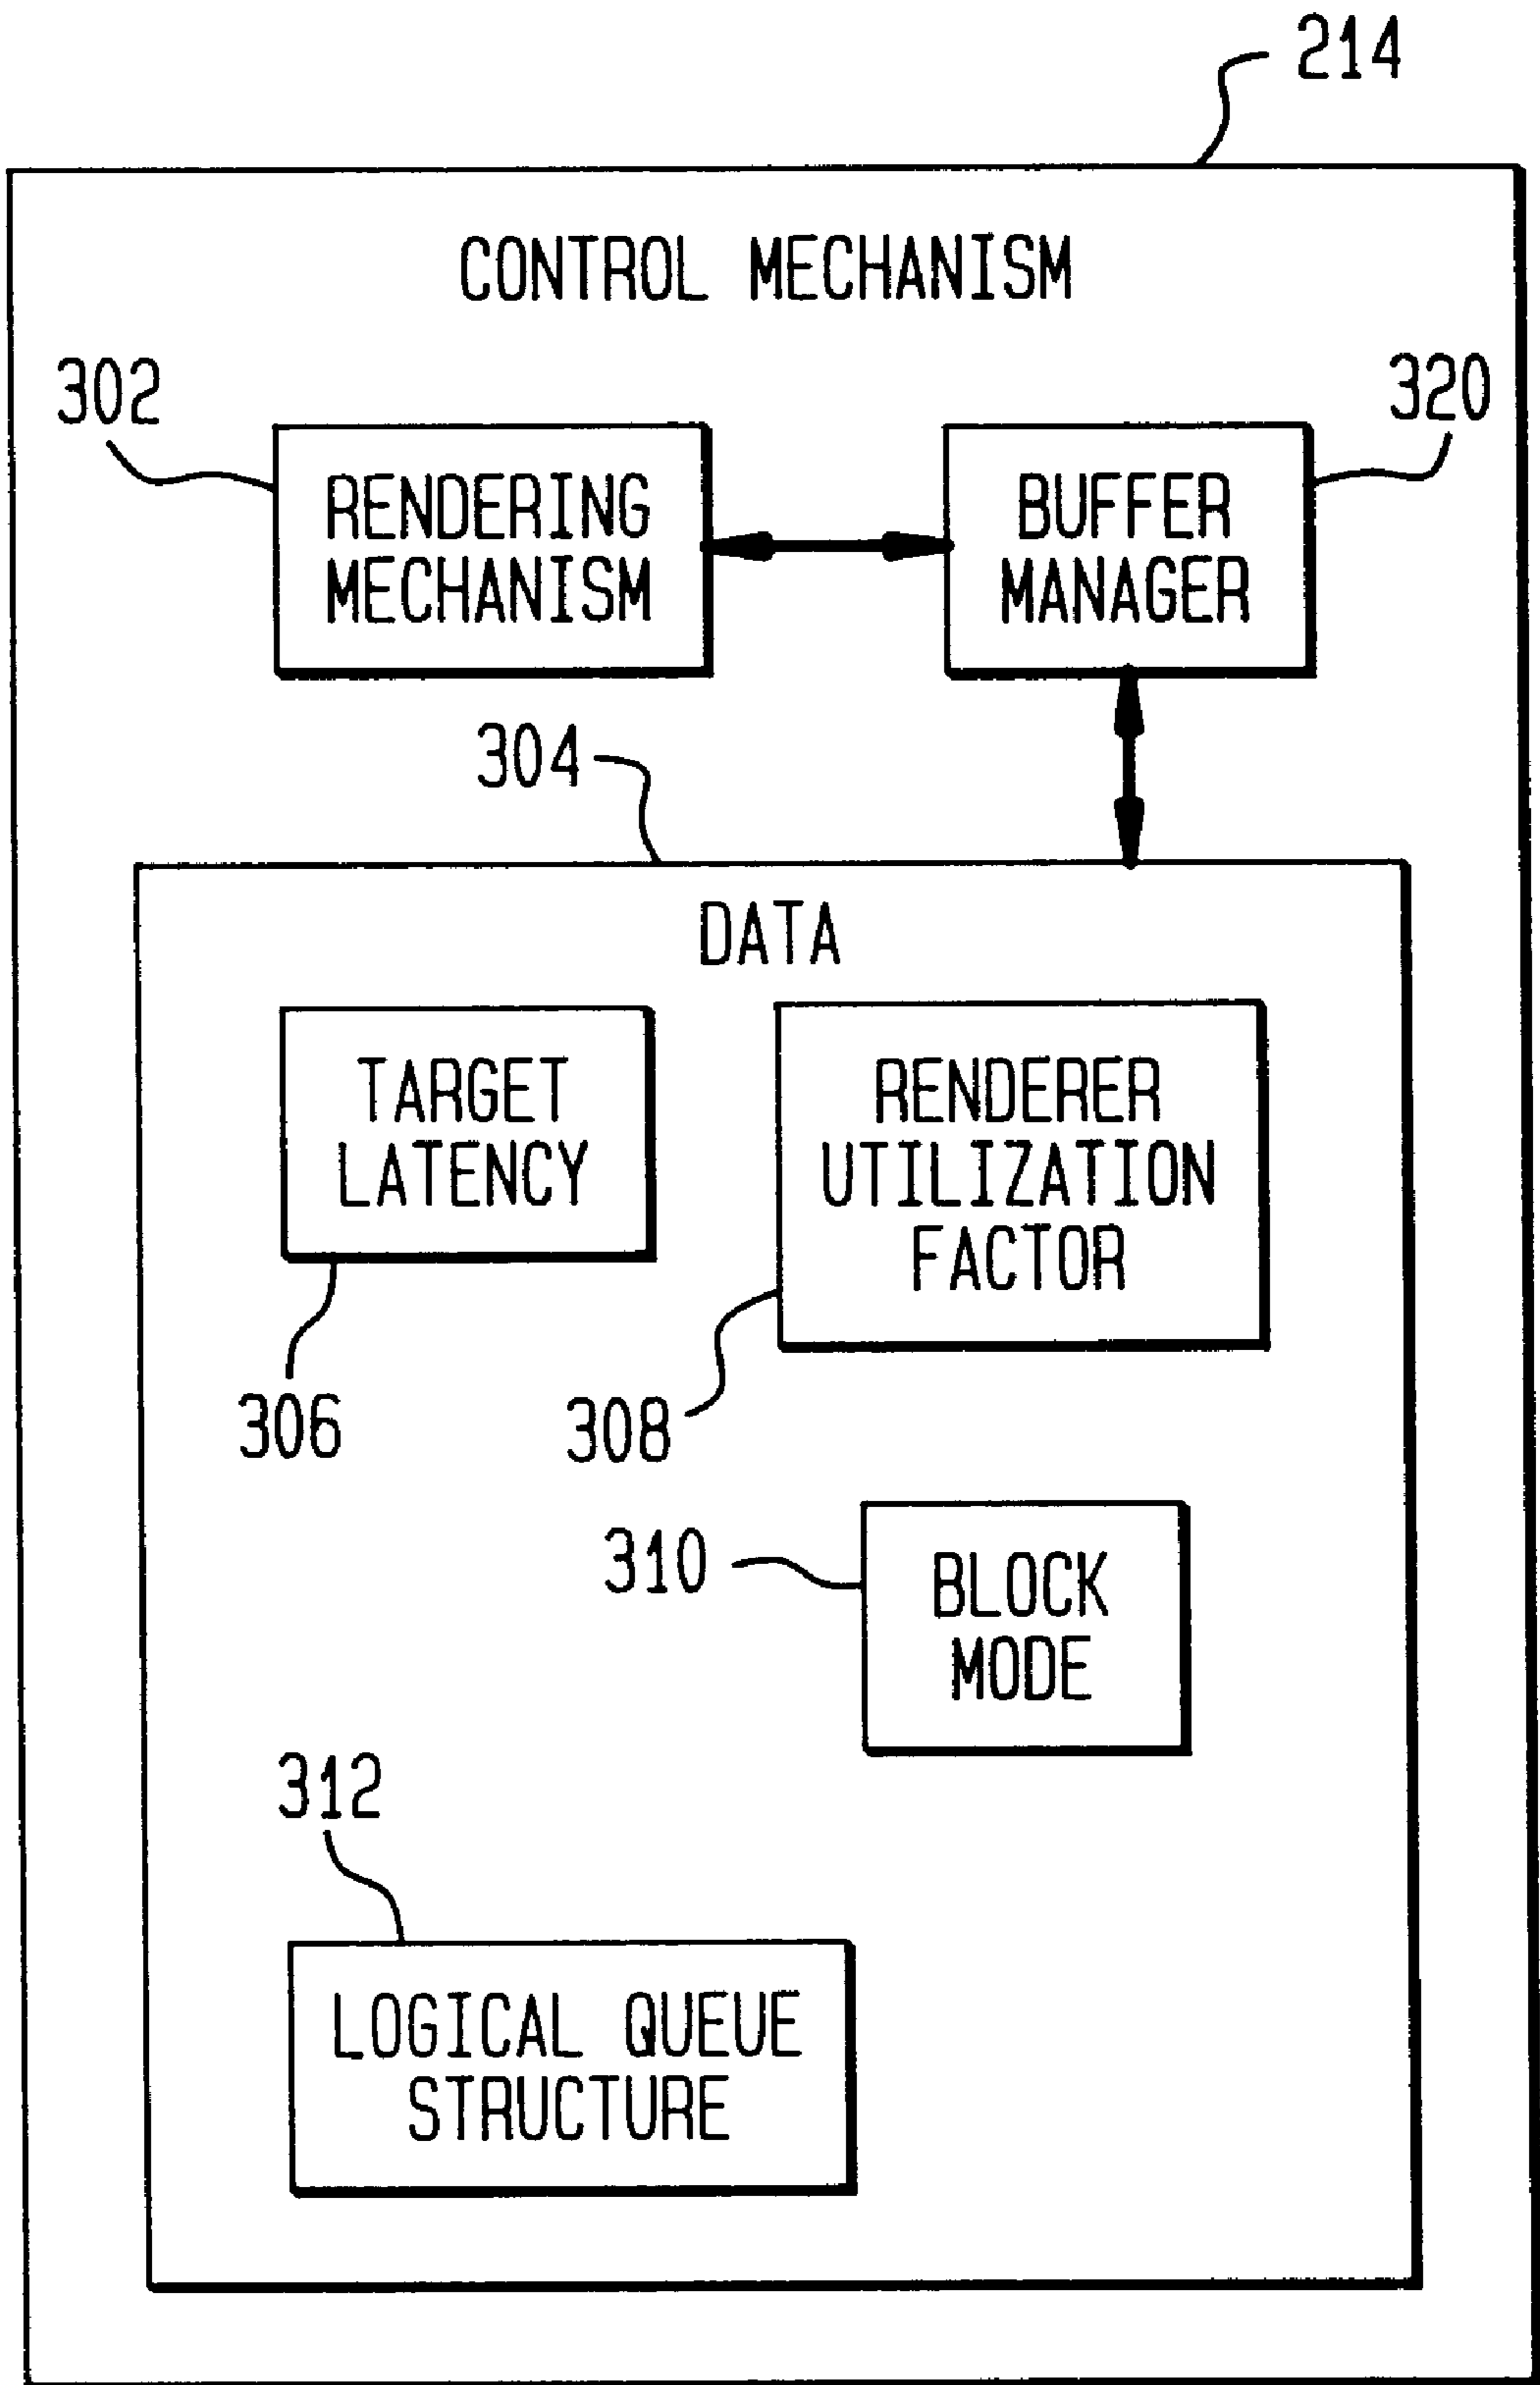 214
CONTROL MECHANISM
302
320
RENDERING
MECHANISM
BUFFER
MANAGER
304
DATA
TARGET
LATENCY
RENDERER
UTILIZATION
FACTOR
306
308
310
BLOCK
MODE
312
LOGICAL QUEUE
STRUCTURE